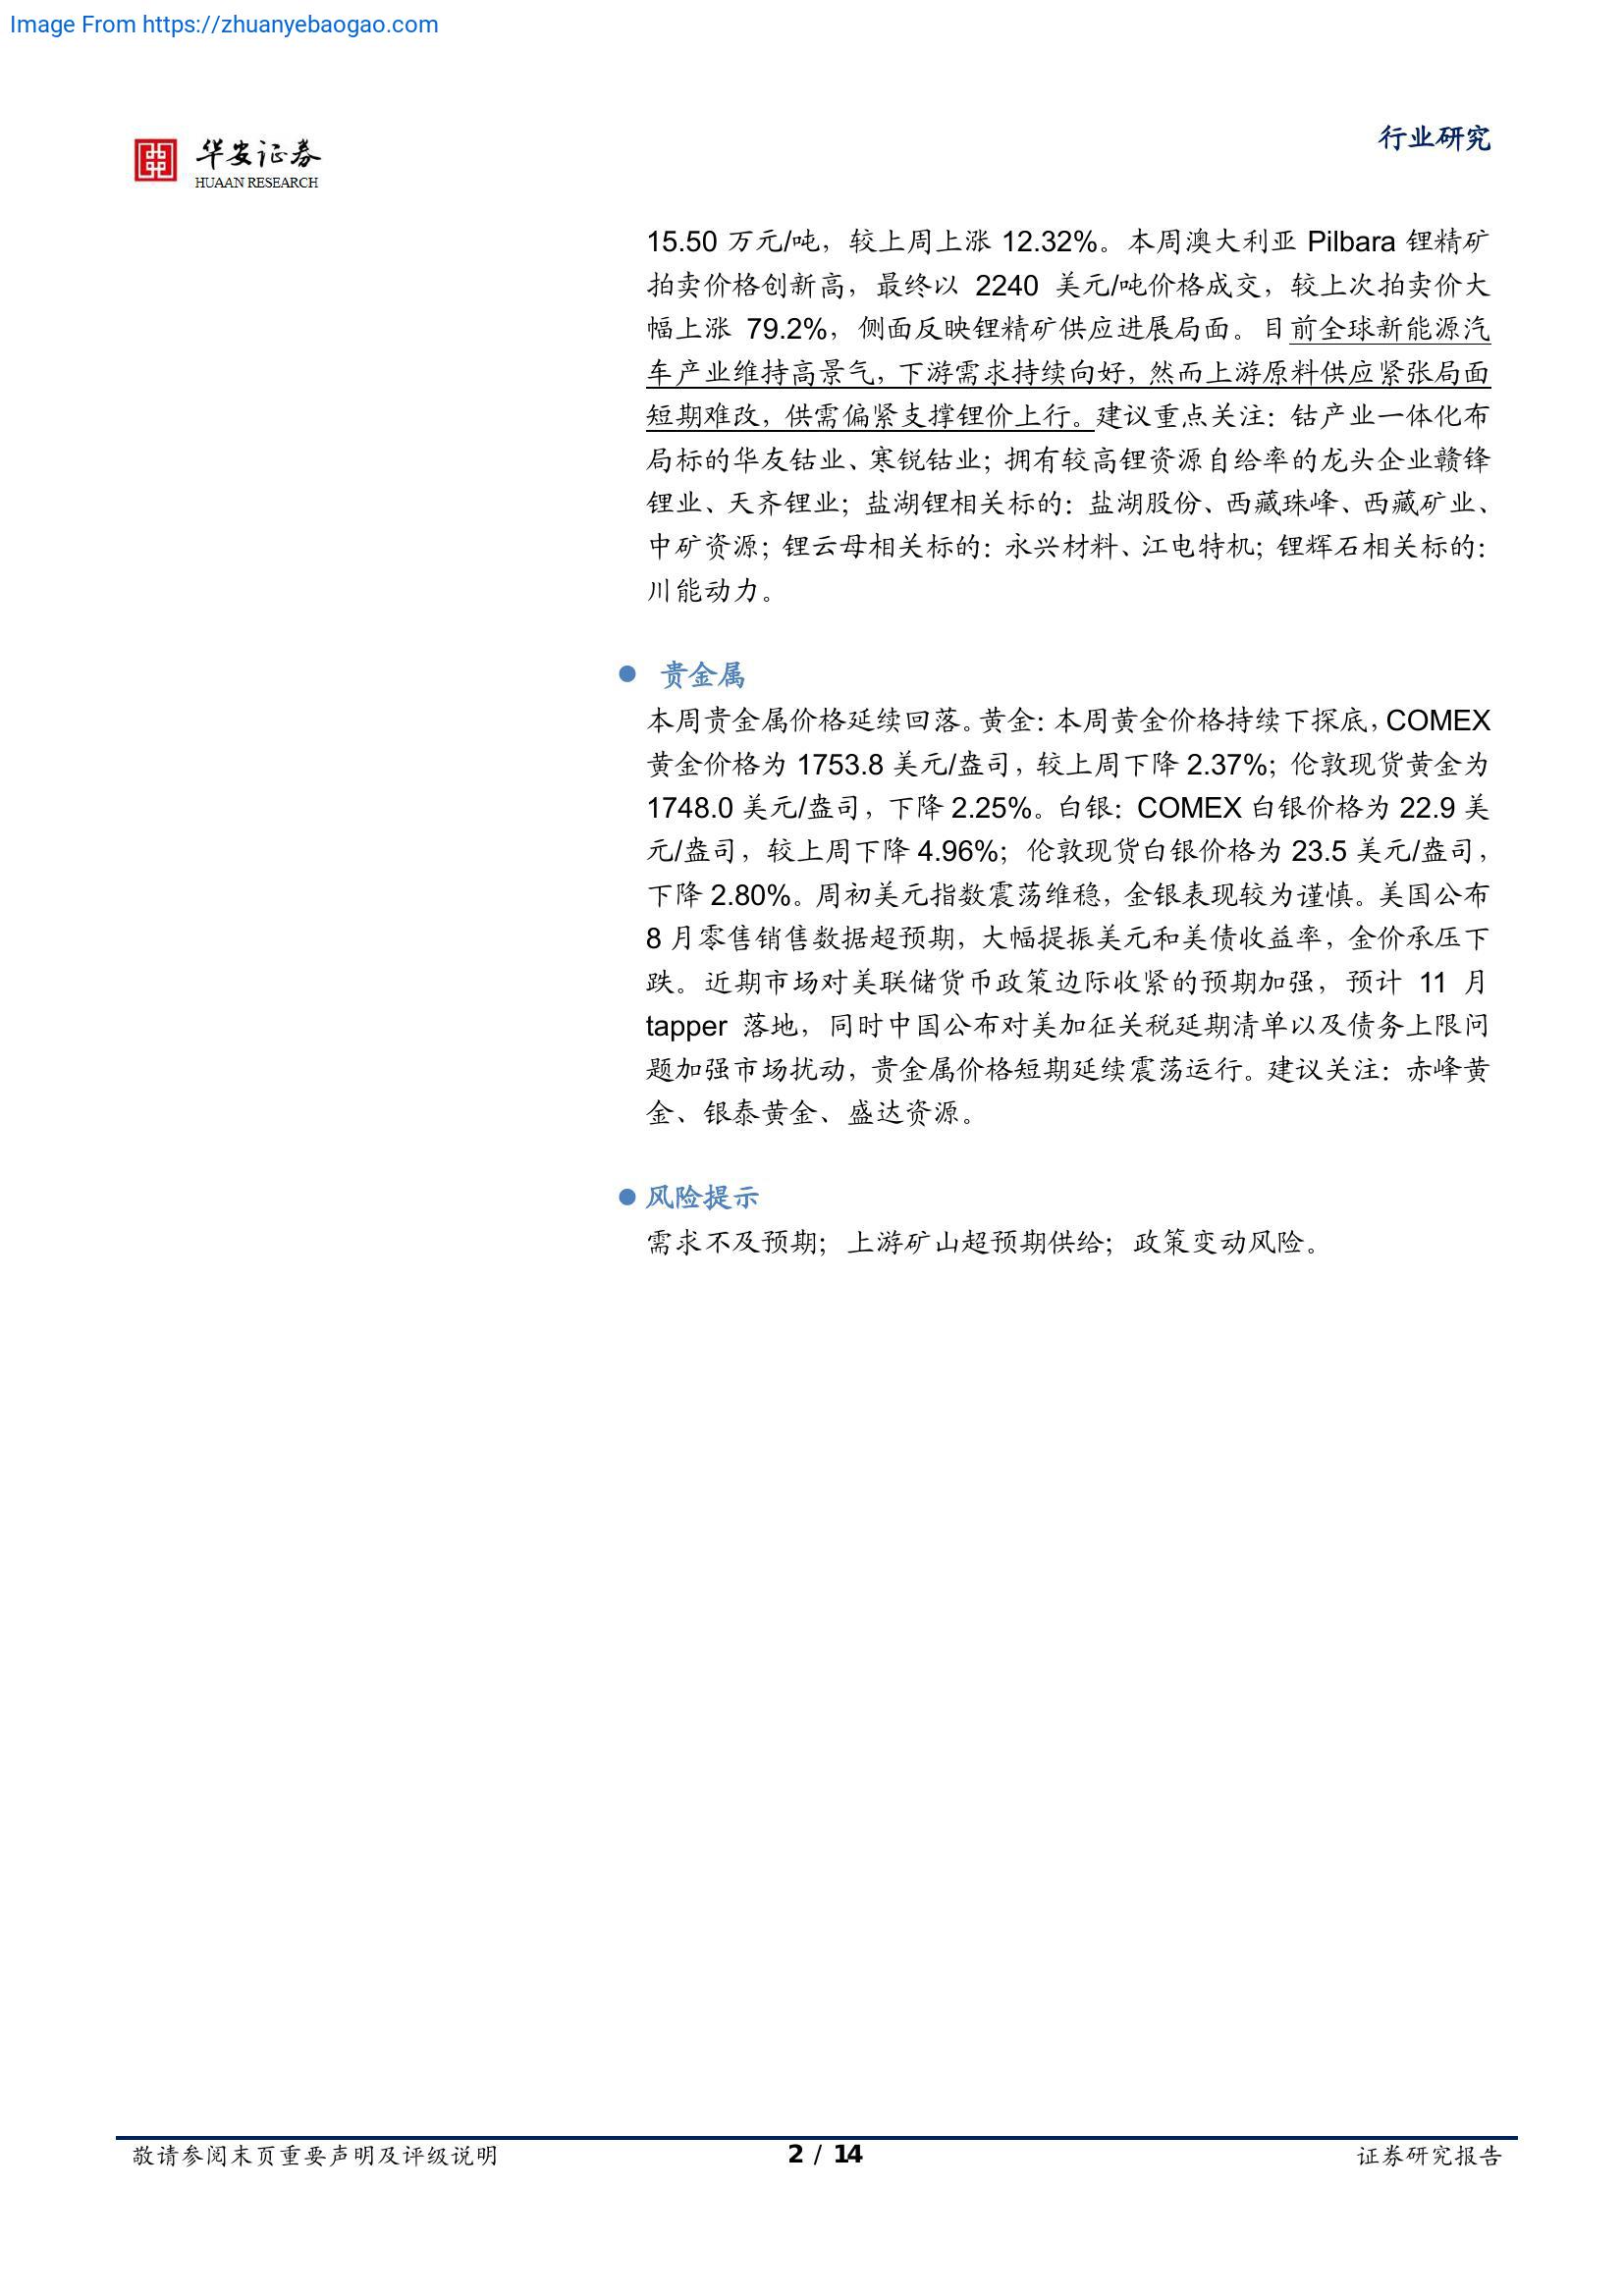 Image From https://zhuanyebaogao.com
华安证券
HUAAN RESEARCH
行业研究
15.50 万元/吨，较上周上涨 12.32%。本周澳大利亚 Pilbara 锂精矿
拍卖价格创新高，最终以 2240 美元/吨价格成交，较上次拍卖价大
幅上涨 79.2%，侧面反映锂精矿供应进展局面。目前全球新能源汽
车产业维持高景气，下游需求持续向好，然而上游原料供应紧张局面
短期难改，供需偏紧支撑锂价上行。建议重点关注：钴产业一体化布
局标的华友钴业、寒锐钴业；拥有较高锂资源自给率的龙头企业赣锋
锂业、天齐锂业；盐湖锂相关标的：盐湖股份、西藏珠峰、西藏矿业、
中矿资源；锂云母相关标的：永兴材料、江电特机；锂辉石相关标的：
川能动力。
● 贵金属
本周贵金属价格延续回落。黄金：本周黄金价格持续下探底，COMEX
黄金价格为 1753.8 美元/盎司，较上周下降 2.37%；伦敦现货黄金为
1748.0 美元/盎司，下降 2.25%。白银：COMEX 白银价格为 22.9 美
元/盎司，较上周下降 4.96%；伦敦现货白银价格为 23.5 美元/盎司，
下降 2.80%。周初美元指数震荡维稳，金银表现较为谨慎。美国公布
8 月零售销售数据超预期，大幅提振美元和美债收益率，金价承压下
跌。近期市场对美联储货币政策边际收紧的预期加强，预计 11 月
tapper 落地，同时中国公布对美加征关税延期清单以及债务上限问
题加强市场扰动，贵金属价格短期延续震荡运行。建议关注：赤峰黄
金、银泰黄金、盛达资源。
● 风险提示
需求不及预期；上游矿山超预期供给；政策变动风险。
敬请参阅末页重要声明及评级说明
2 / 14
证券研究报告